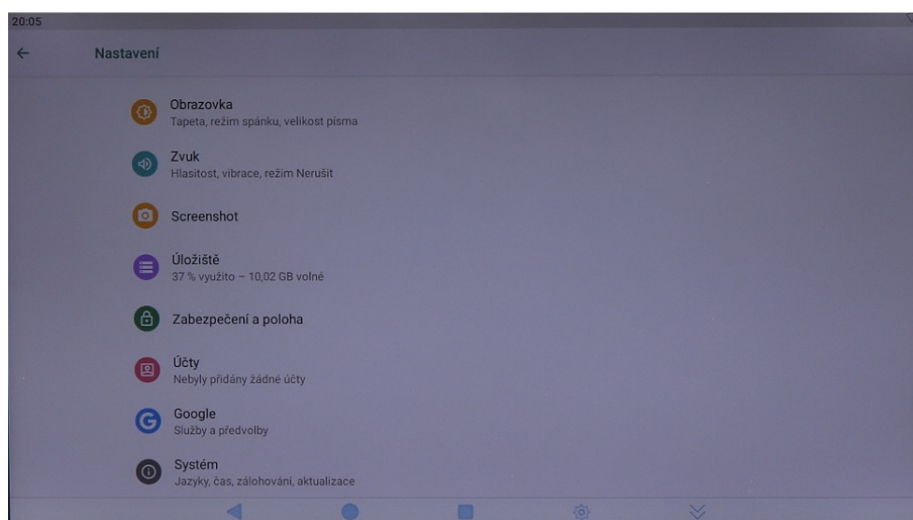 20:05
Nastavení
Obrazovka
Tapeta, režim spánku, velikost písma
Zvuk
Hlasitost, vibrace, režim Nerušit
Screenshot
Úložiště
37 % využito – 10,02 GB volné
Zabezpečení a poloha
Účty
Nebyly přidány žádné účty
Google
Služby a předvolby
Systém
Jazyky, čas, zálohování, aktualizace